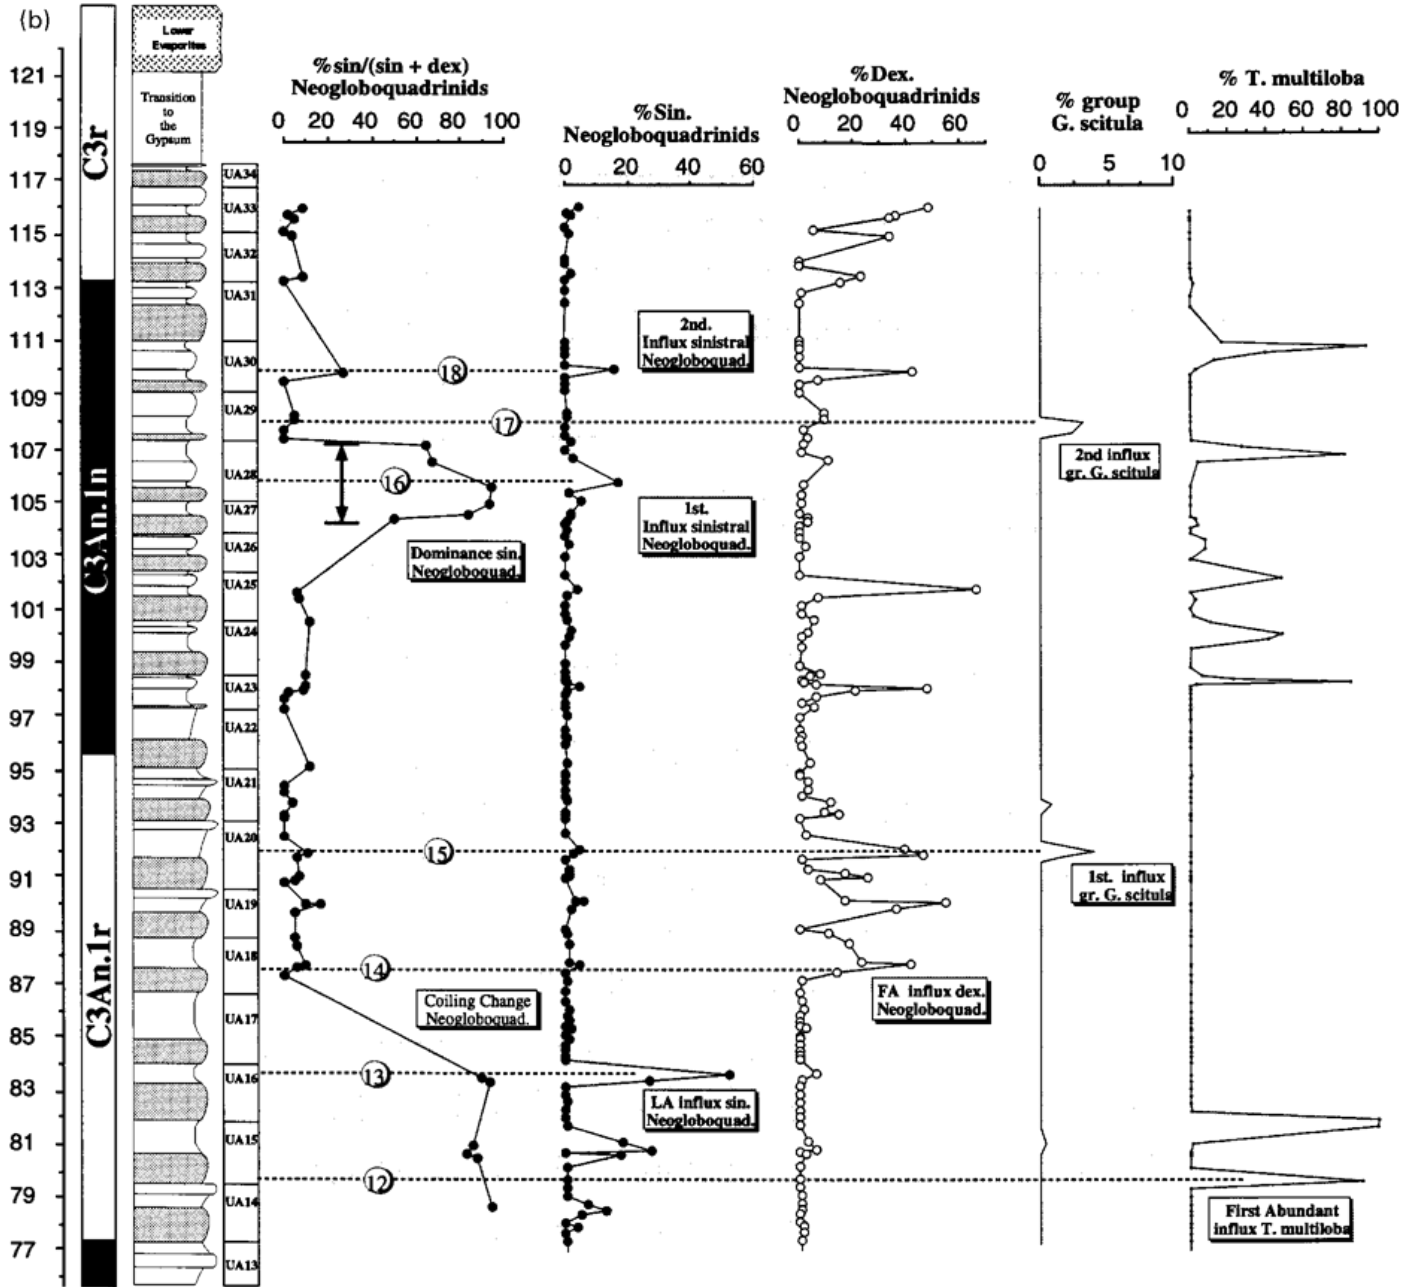 (b)
Lower
Evaporites
Transition
to
the
Gypsum
121
119
117
115
113
111
109
107
105
103
101
99
97
95
93
91
89
87
85
83
81
79
77
C3r
C3An.1n
C3An.1r
UA34
UA33
UA32
UA31
UA30
UA29
UA28
UA27
UA26
UA25
UA24
UA23
UA22
UA21
UA20
UA19
UA18
UA17
UA16
UA15
UA14
UA13
%sin/(sin + dex)
Neogloboquadrinids
0 20 40 60 80 100
%Sin.
Neogloboquadrinids
0 20 40 60
%Dex.
Neogloboquadrinids
0 20 40 60
% group
G. scitula
0 5 10
% T. multiloba
0 20 40 60 80 100
2nd.
Influx sinistral
Neogloboquad.
18
17
2nd influx
gr. G. scitula
16
1st.
Influx sinistral
Neogloboquad.
Dominance sin.
Neogloboquad.
15
1st. influx
gr. G. scitula
14
FA influx dex.
Neogloboquad.
Coiling Change
Neogloboquad.
13
LA influx sin.
Neogloboquad.
12
First Abundant
influx T. multiloba